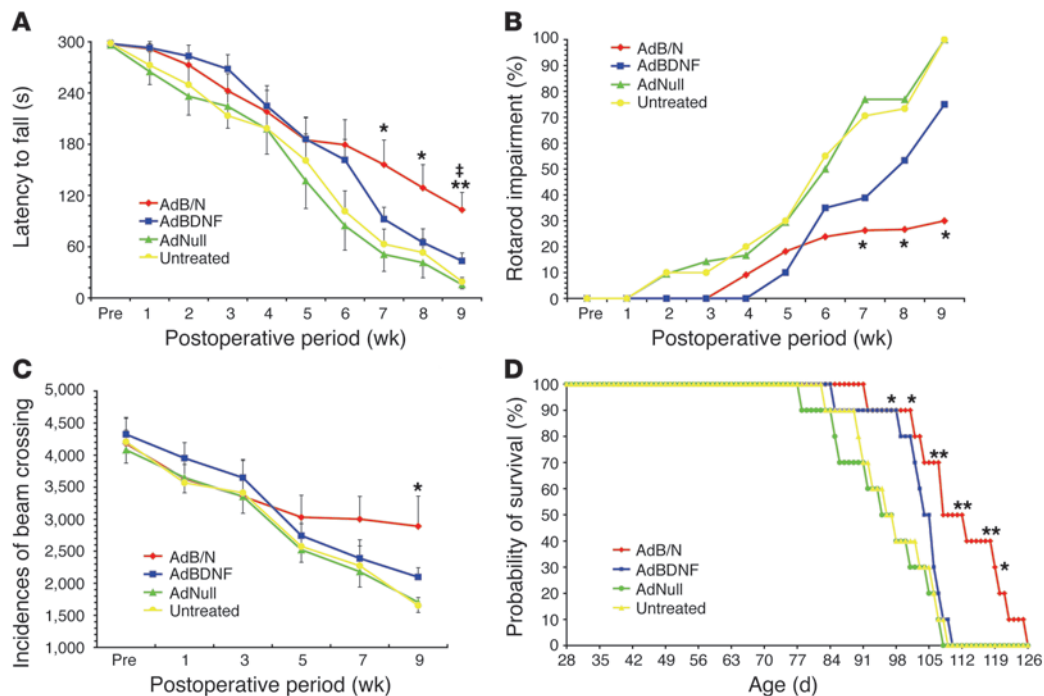 A
Latency to fall (s)
300
240
180
120
60
0
*
*
‡
**
AdB/N
AdBDNF
AdNull
Untreated
Pre 1 2 3 4 5 6 7 8 9
Postoperative period (wk)
B
Rotarod impairment (%)
100
90
80
70
60
50
40
30
20
10
0
AdB/N
AdBDNF
AdNull
Untreated
* * *
Pre 1 2 3 4 5 6 7 8 9
Postoperative period (wk)
C
Incidences of beam crossing
5,000
4,500
4,000
3,500
3,000
2,500
2,000
1,500
1,000
*
AdB/N
AdBDNF
AdNull
Untreated
Pre 1 3 5 7 9
Postoperative period (wk)
D
Probability of survival (%)
100
90
80
70
60
50
40
30
20
10
0
* *
**
**
**
*
AdB/N
AdBDNF
AdNull
Untreated
28 35 42 49 56 63 70 77 84 91 98 105 112 119 126
Age (d)